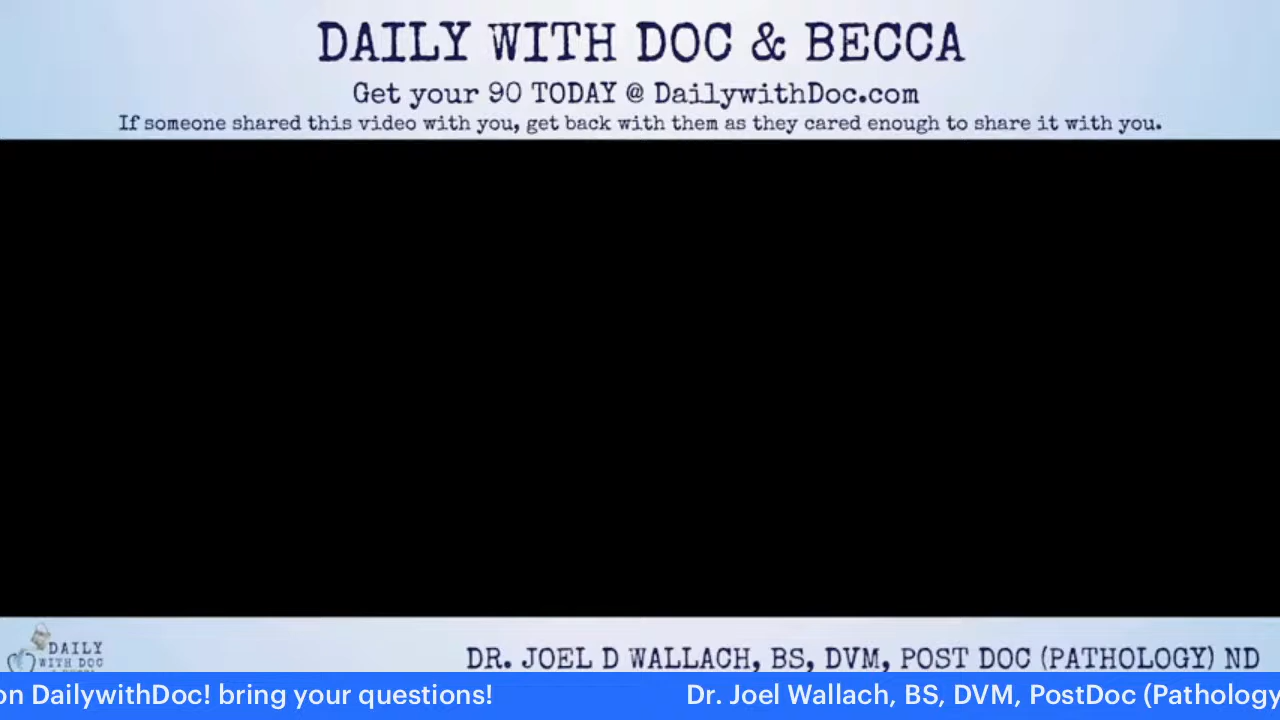 DAILY WITH DOC & BECCA
Get your 90 TODAY @ DailywithDoc.com
If someone shared this video with you, get back with them as they cared enough to share it with you.
DAILY
WITH DOC
DR. JOEL D WALLACH, BS, DVM, POST DOC (PATHOLOGY) ND
on DailywithDoc! bring your questions!
Dr. Joel Wallach, BS, DVM, PostDoc (Pathology